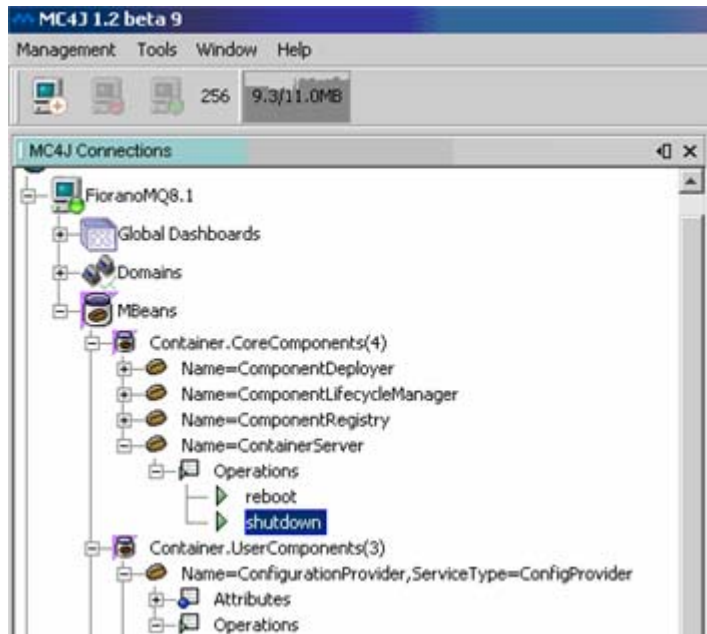 MC4J 1.2 beta 9
Management Tools Window Help
256 9.3/11.0MB
MC4J Connections
FioranoMQ8.1
Global Dashboards
Domains
MBeans
Container.CoreComponents(4)
Name=ComponentDeployer
Name=ComponentLifecycleManager
Name=ComponentRegistry
Name=ContainerServer
Operations
reboot
shutdown
Container.UserComponents(3)
Name=ConfigurationProvider,ServiceType=ConfigProvider
Attributes
Operations